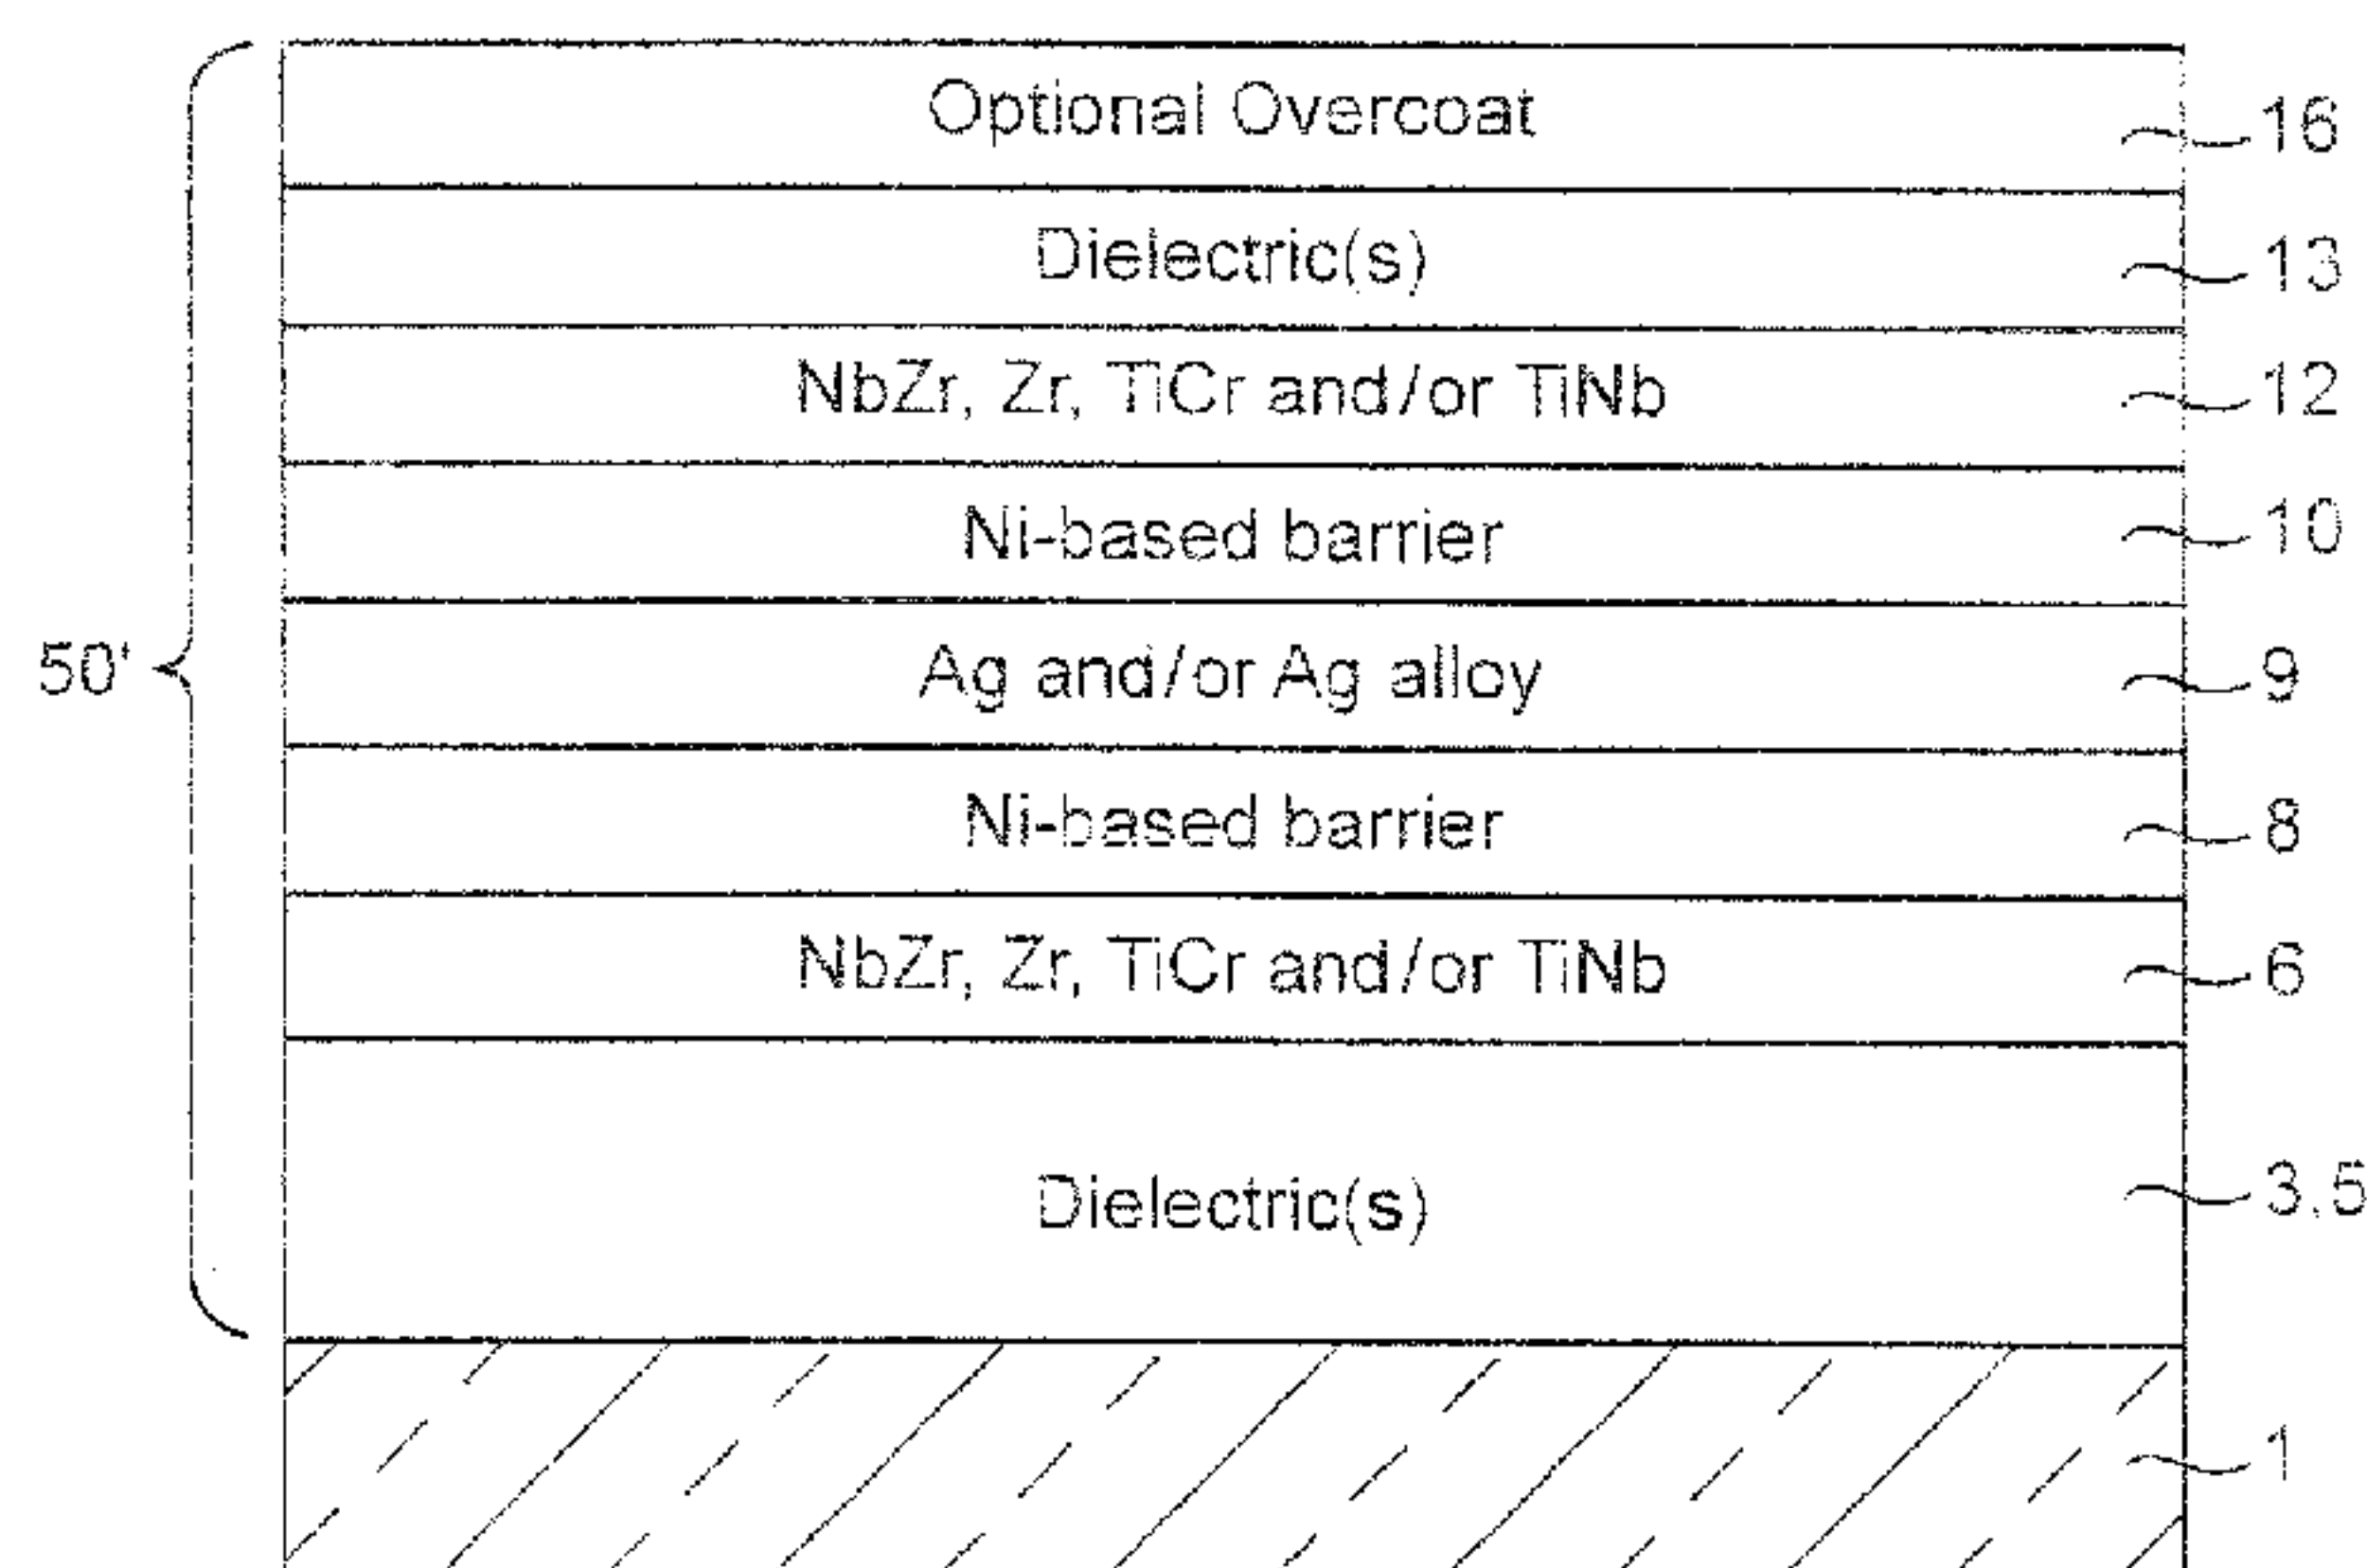 Optional Overcoat 16
Dielectric(s) 13
NbZr, Zr, TiCr and/or TiNb 12
Ni-based barrier 10
50' Ag and/or Ag alloy 9
Ni-based barrier 8
NbZr, Zr, TiCr and/or TiNb 6
Dielectric(s) 3,5
1